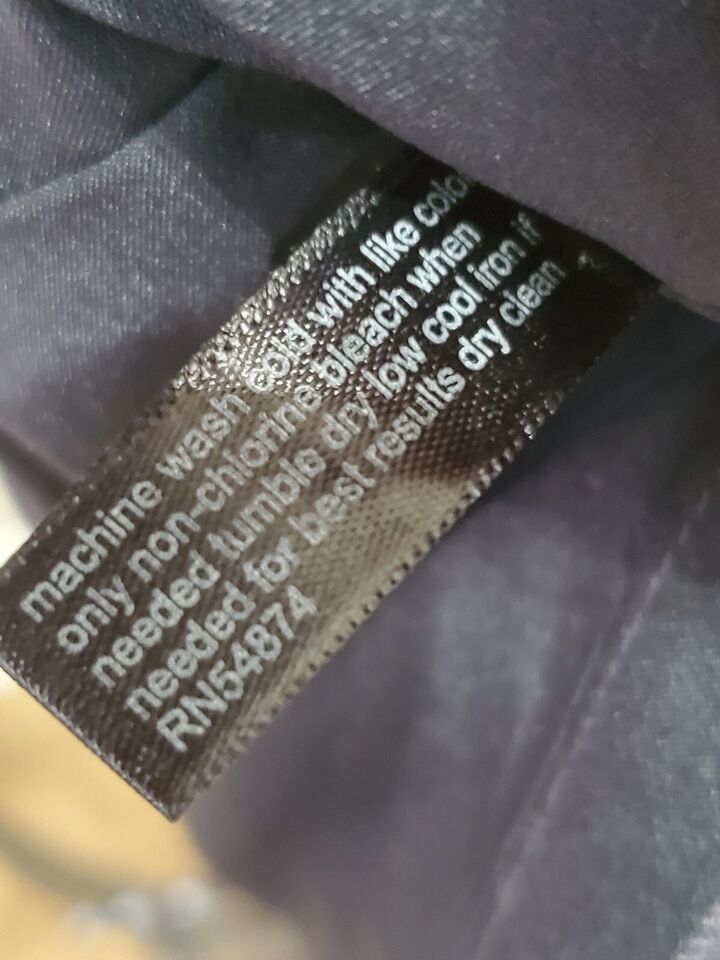 machine wash cold with like color
only non-chlorine bleach when
needed tumble dry low cool iron if
needed for best results dry clean
RN54874